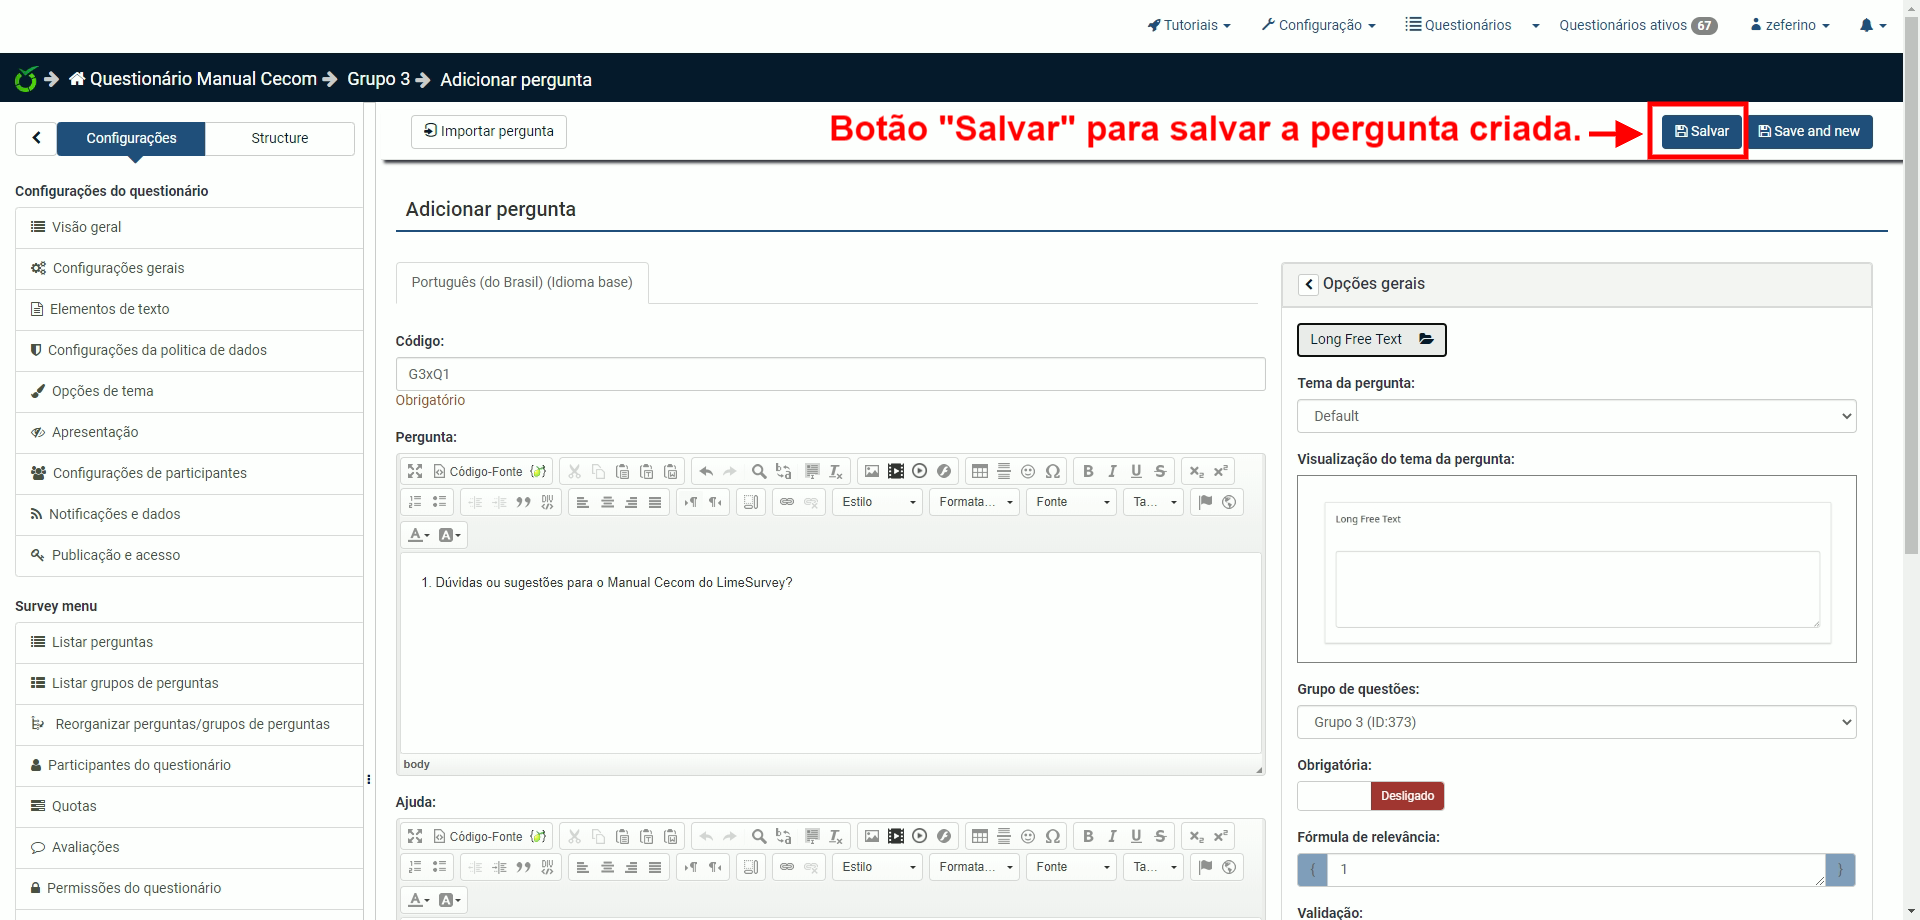 Tutoriais
Configuração
Questionários
Questionários ativos 67
zeferino
Questionário Manual Cecom
Grupo 3
Adicionar pergunta
Configurações
Structure
Importar pergunta
Botão "Salvar" para salvar a pergunta criada.
Salvar
Save and new
Configurações do questionário
Visão geral
Configurações gerais
Elementos de texto
Configurações da politica de dados
Opções de tema
Apresentação
Configurações de participantes
Notificações e dados
Publicação e acesso
Survey menu
Listar perguntas
Listar grupos de perguntas
Reorganizar perguntas/grupos de perguntas
Participantes do questionário
Quotas
Avaliações
Permissões do questionário
Adicionar pergunta
Português (do Brasil) (Idioma base)
Código:
G3xQ1
Obrigatório
Pergunta:
Código-Fonte
Estilo
Formata...
Fonte
Ta...
1. Dúvidas ou sugestões para o Manual Cecom do LimeSurvey?
body
Ajuda:
Código-Fonte
Estilo
Formata...
Fonte
Ta...
Opções gerais
Long Free Text
Tema da pergunta:
Default
Visualização do tema da pergunta:
Long Free Text
Grupo de questões:
Grupo 3 (ID:373)
Obrigatória:
Desligado
Fórmula de relevância:
{ 1 }
Validação: